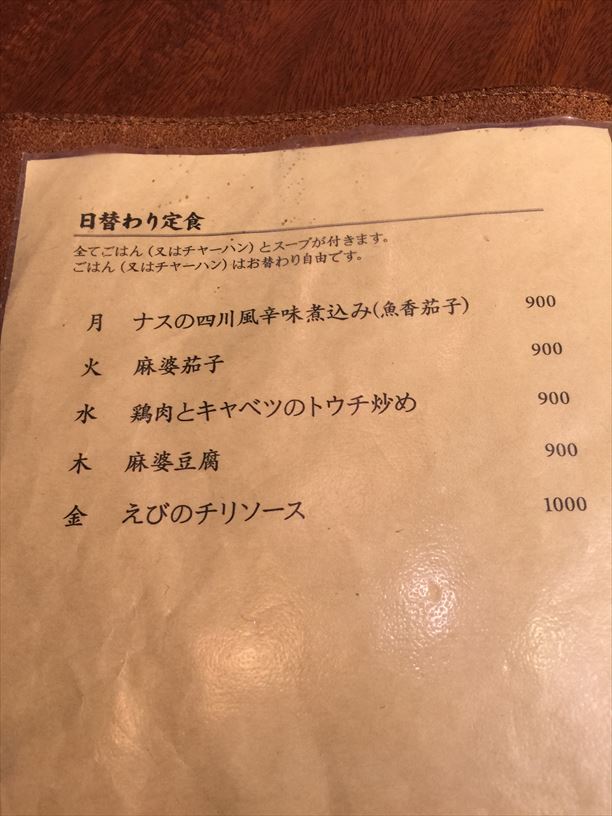 日替わり定食
全てごはん(又はチャーハン)とスープが付きます。
ごはん(又はチャーハン)はお替わり自由です。
月 ナスの四川風辛味煮込み(魚香茄子) 900
火 麻婆茄子 900
水 鶏肉とキャベツのトウチ炒め 900
木 麻婆豆腐 900
金 えびのチリソース 1000